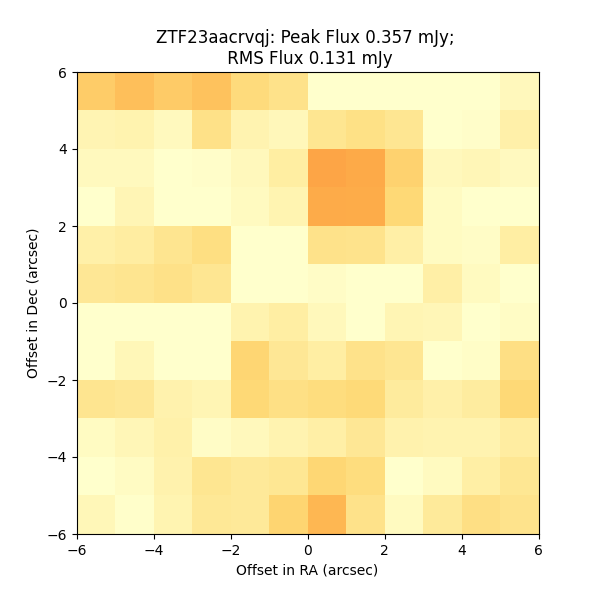 ZTF23aacrvqj: Peak Flux 0.357 mJy;
RMS Flux 0.131 mJy
6
4
2
0
−2
−4
−6
Offset in Dec (arcsec)
−6 −4 −2 0 2 4 6
Offset in RA (arcsec)